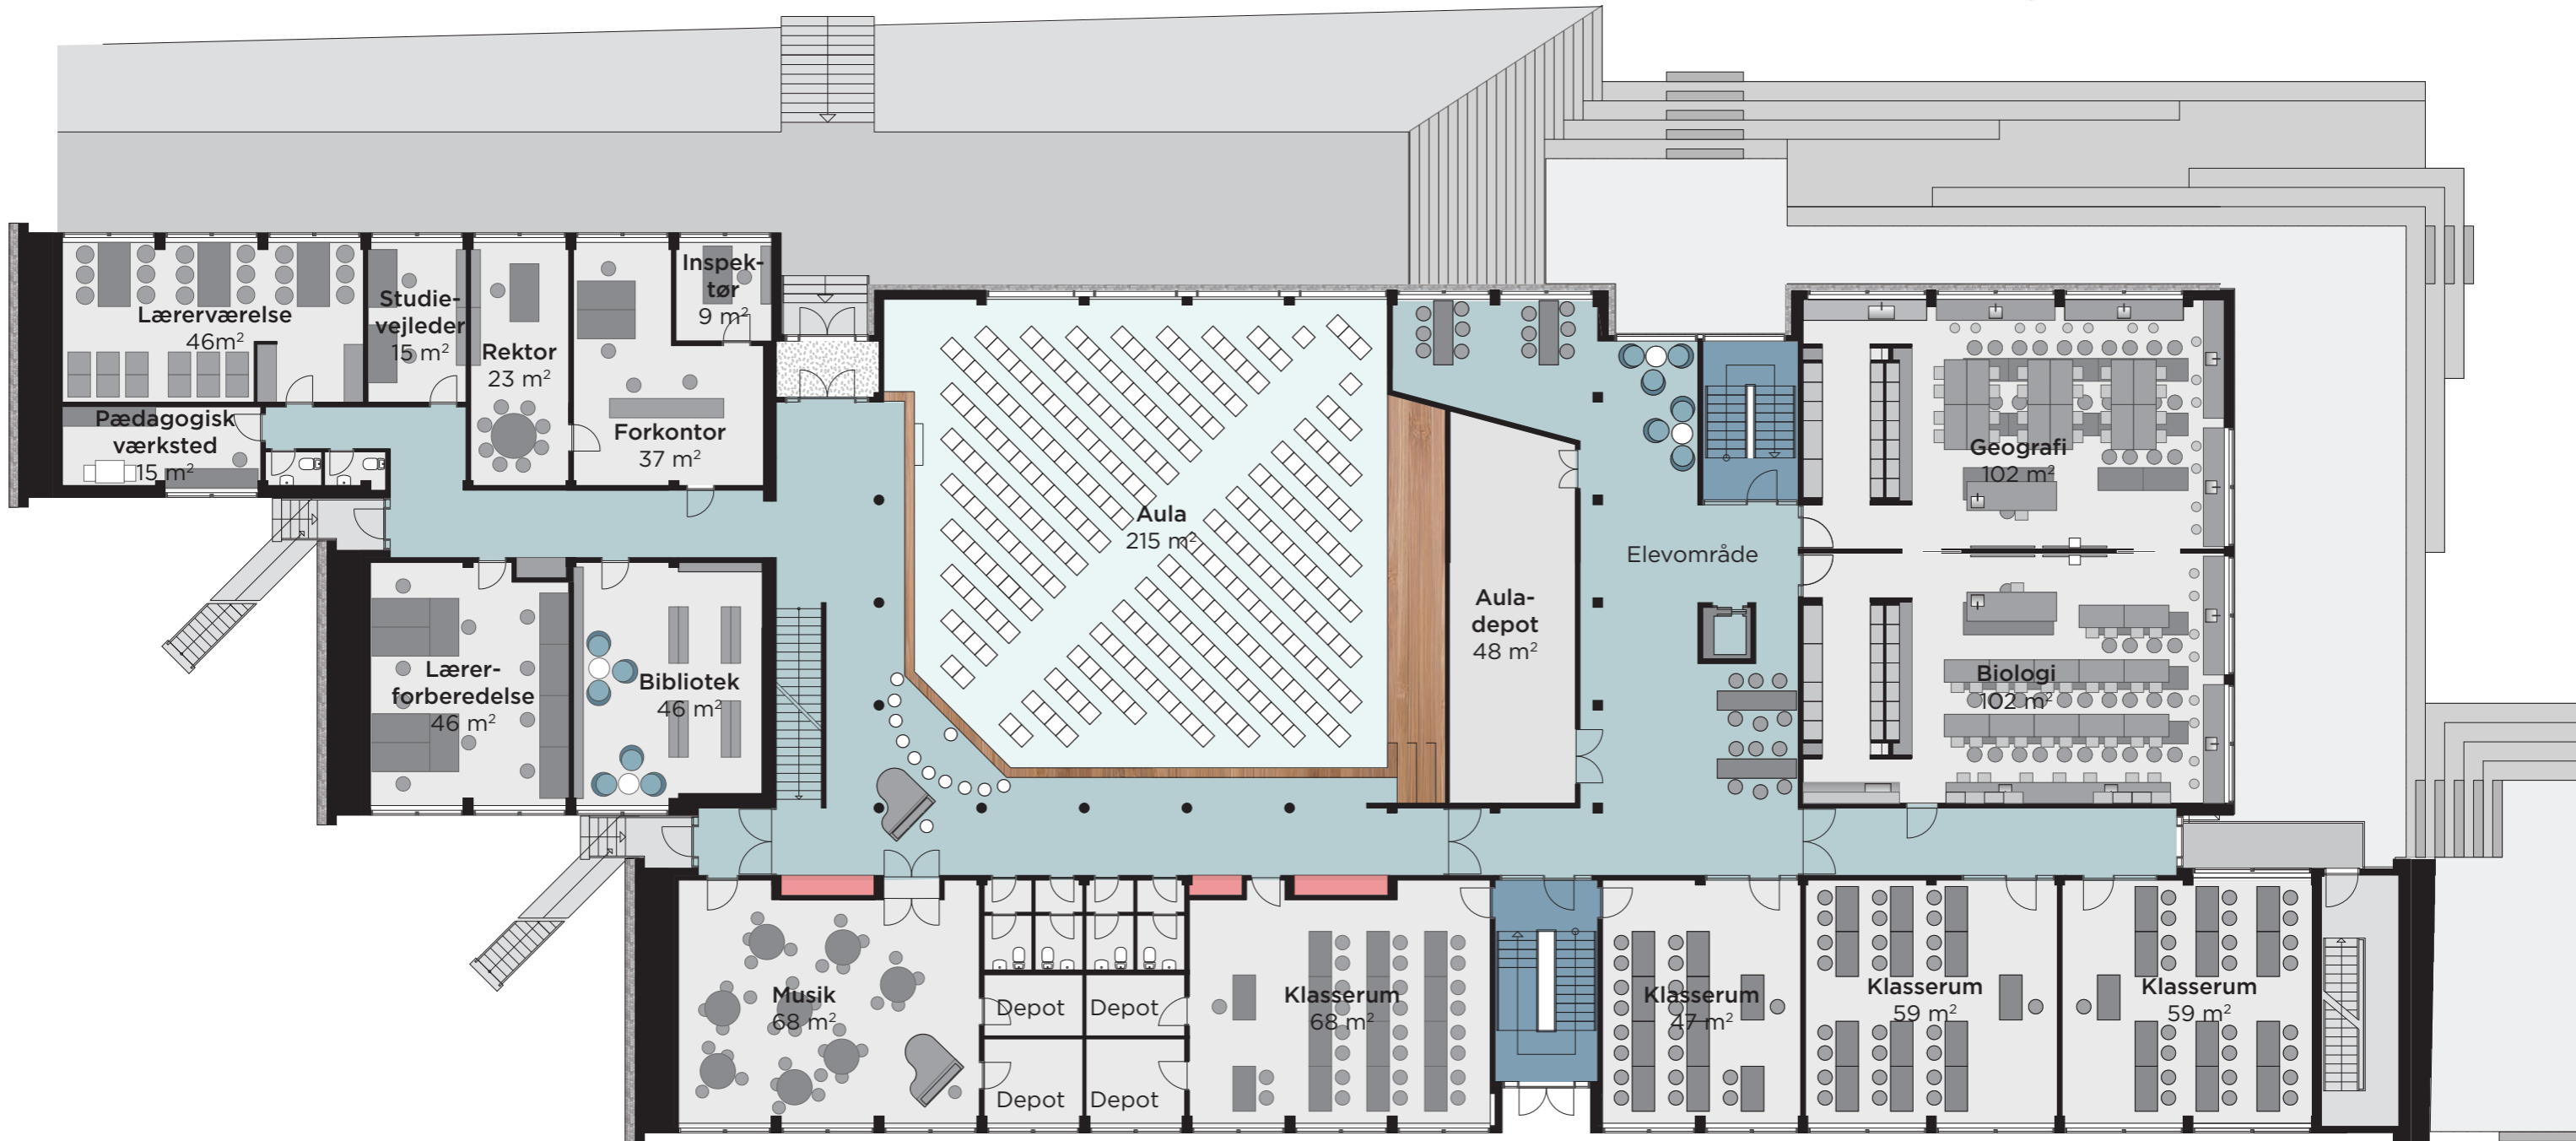 Lærerværelse
46m²
Studie-
vejleder
15 m²
Rektor
23 m²
Inspek-
tør
9 m²
Forkontor
37 m²
Pædagogisk
værksted
15 m²
Aula
215 m²
Elevområde
Geografi
102 m²
Aula-
depot
48 m²
Lærer-
forberedelse
46 m²
Bibliotek
46 m²
Biologi
102 m²
Musik
68 m²
Depot
Depot
Depot
Depot
Klasserum
68 m²
Klasserum
47 m²
Klasserum
59 m²
Klasserum
59 m²